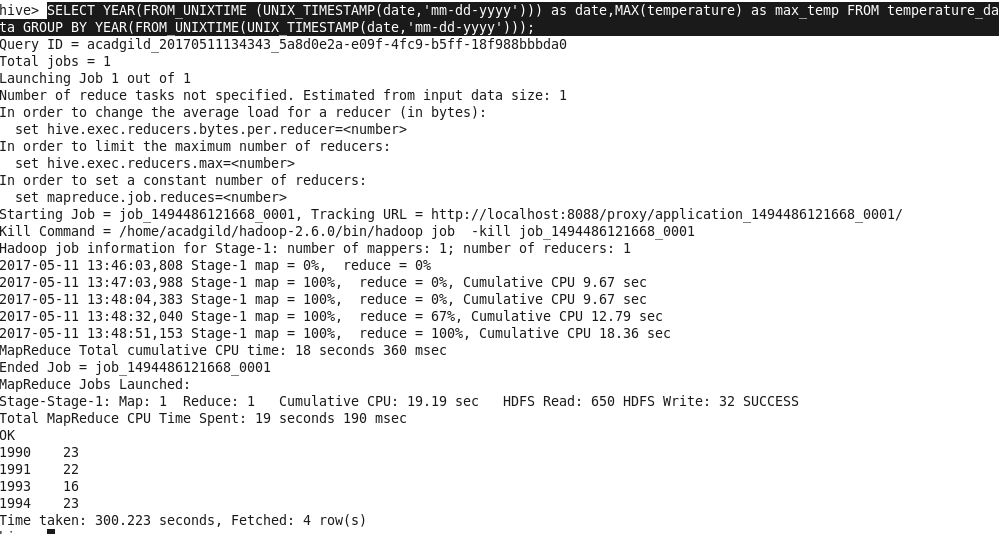 hive> SELECT YEAR(FROM_UNIXTIME (UNIX_TIMESTAMP(date,'mm-dd-yyyy'))) as date,MAX(temperature) as max_temp FROM temperature_da
ta GROUP BY YEAR(FROM_UNIXTIME(UNIX_TIMESTAMP(date,'mm-dd-yyyy')));
Query ID = acadgild_20170511134343_5a8d0e2a-e09f-4fc9-b5ff-18f988bbbda0
Total jobs = 1
Launching Job 1 out of 1
Number of reduce tasks not specified. Estimated from input data size: 1
In order to change the average load for a reducer (in bytes):
  set hive.exec.reducers.bytes.per.reducer=<number>
In order to limit the maximum number of reducers:
  set hive.exec.reducers.max=<number>
In order to set a constant number of reducers:
  set mapreduce.job.reduces=<number>
Starting Job = job_1494486121668_0001, Tracking URL = http://localhost:8088/proxy/application_1494486121668_0001/
Kill Command = /home/acadgild/hadoop-2.6.0/bin/hadoop job  -kill job_1494486121668_0001
Hadoop job information for Stage-1: number of mappers: 1; number of reducers: 1
2017-05-11 13:46:03,808 Stage-1 map = 0%,  reduce = 0%
2017-05-11 13:47:03,988 Stage-1 map = 100%,  reduce = 0%, Cumulative CPU 9.67 sec
2017-05-11 13:48:04,383 Stage-1 map = 100%,  reduce = 0%, Cumulative CPU 9.67 sec
2017-05-11 13:48:32,040 Stage-1 map = 100%,  reduce = 67%, Cumulative CPU 12.79 sec
2017-05-11 13:48:51,153 Stage-1 map = 100%,  reduce = 100%, Cumulative CPU 18.36 sec
MapReduce Total cumulative CPU time: 18 seconds 360 msec
Ended Job = job_1494486121668_0001
MapReduce Jobs Launched:
Stage-Stage-1: Map: 1  Reduce: 1   Cumulative CPU: 19.19 sec   HDFS Read: 650 HDFS Write: 32 SUCCESS
Total MapReduce CPU Time Spent: 19 seconds 190 msec
OK
1990    23
1991    22
1993    16
1994    23
Time taken: 300.223 seconds, Fetched: 4 row(s)